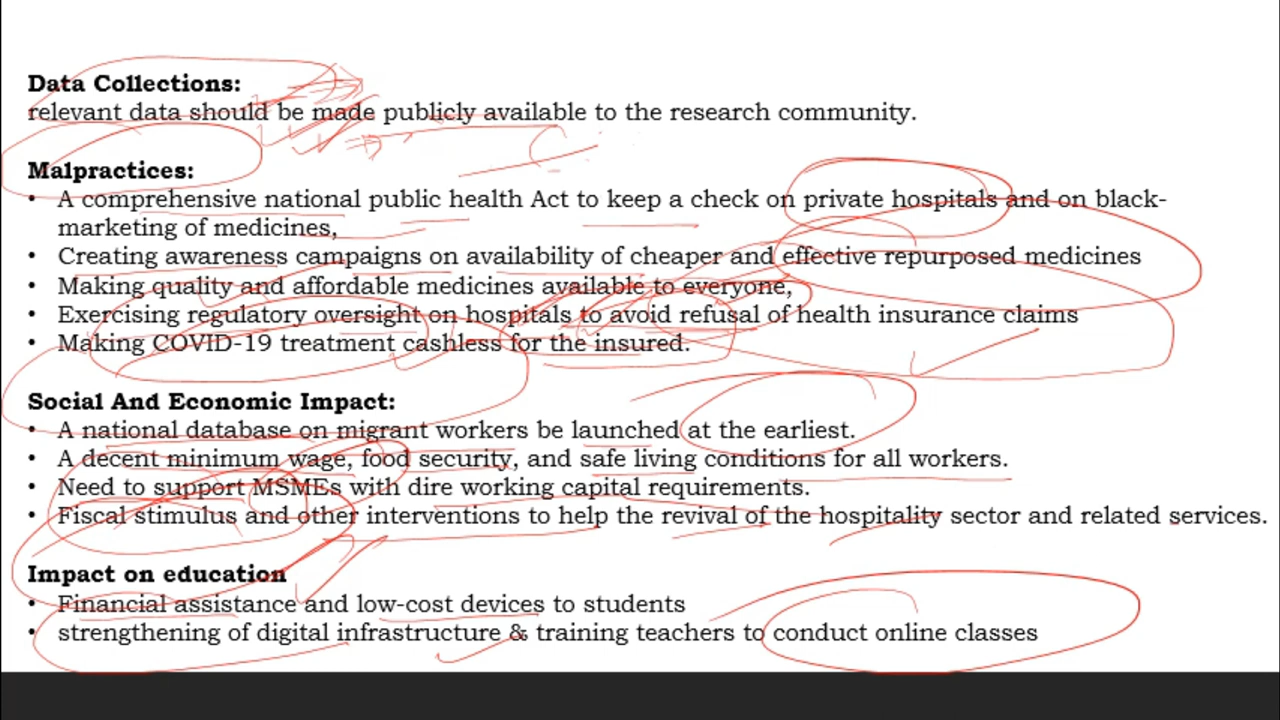 Data Collections:
relevant data should be made publicly available to the research community.
Malpractices:
• A comprehensive national public health Act to keep a check on private hospitals and on black-
marketing of medicines,
• Creating awareness campaigns on availability of cheaper and effective repurposed medicines
• Making quality and affordable medicines available to everyone,
• Exercising regulatory oversight on hospitals to avoid refusal of health insurance claims
• Making COVID-19 treatment cashless for the insured.
Social And Economic Impact:
• A national database on migrant workers be launched at the earliest.
• A decent minimum wage, food security, and safe living conditions for all workers.
• Need to support MSMEs with dire working capital requirements.
• Fiscal stimulus and other interventions to help the revival of the hospitality sector and related services.
Impact on education
• Financial assistance and low-cost devices to students
• strengthening of digital infrastructure & training teachers to conduct online classes